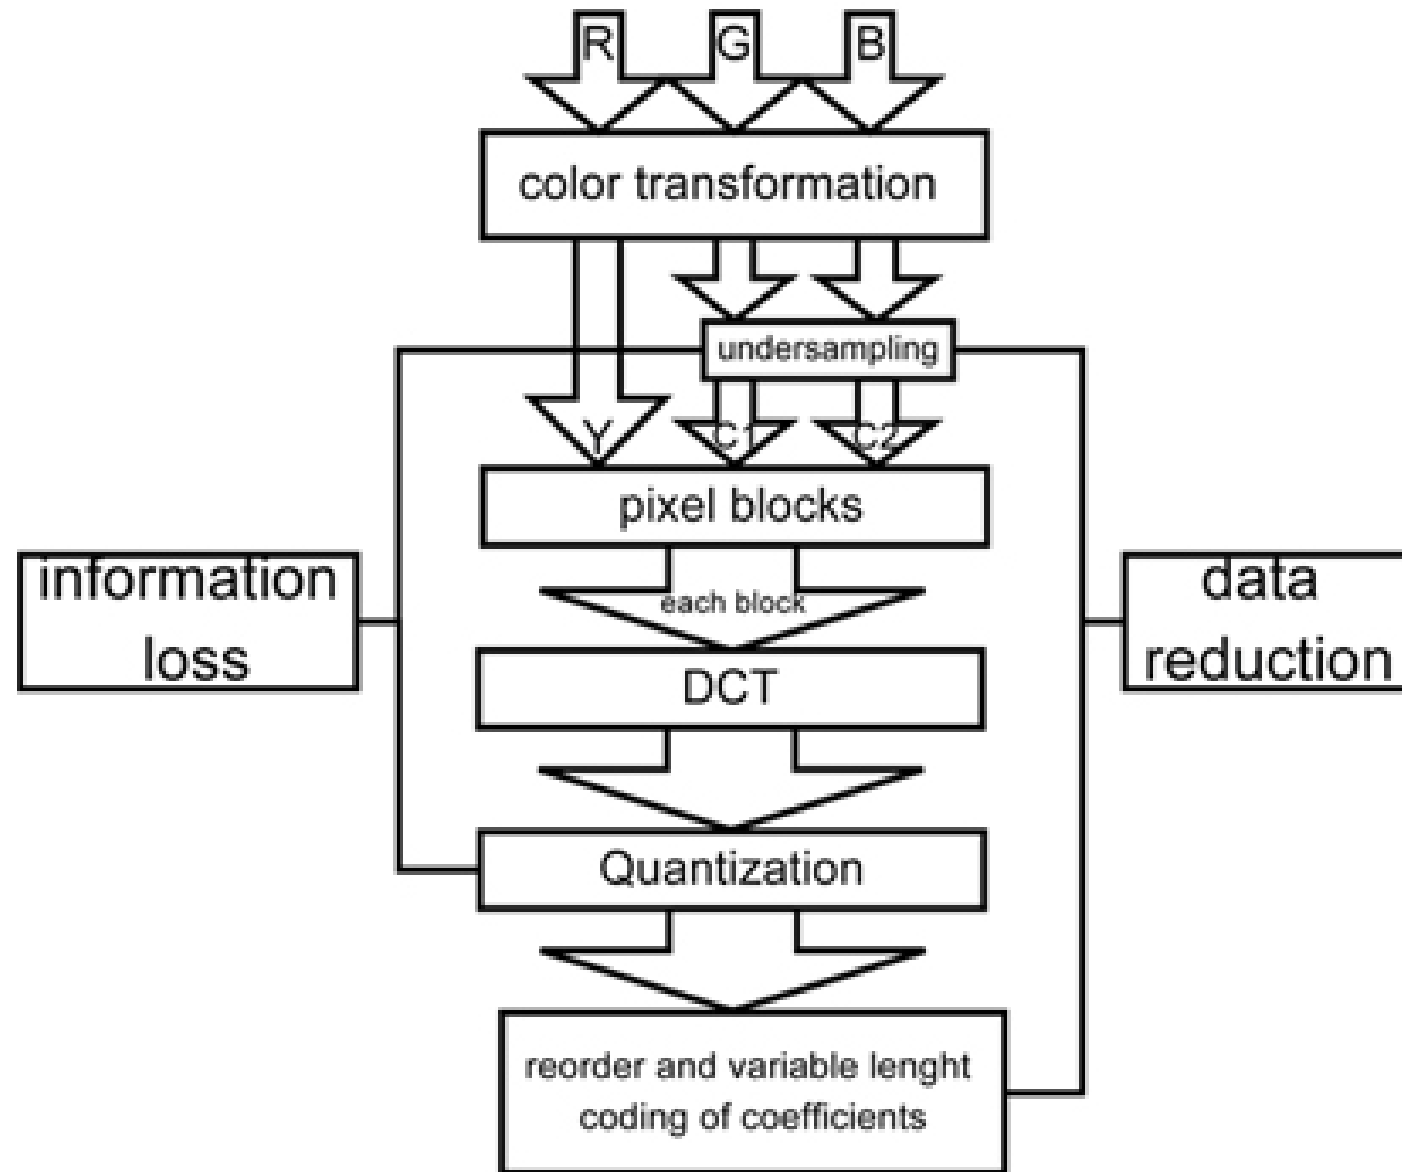 R G B
color transformation
undersampling
Y C1 C2
pixel blocks
each block
information
loss
data
reduction
DCT
Quantization
reorder and variable lenght
coding of coefficients